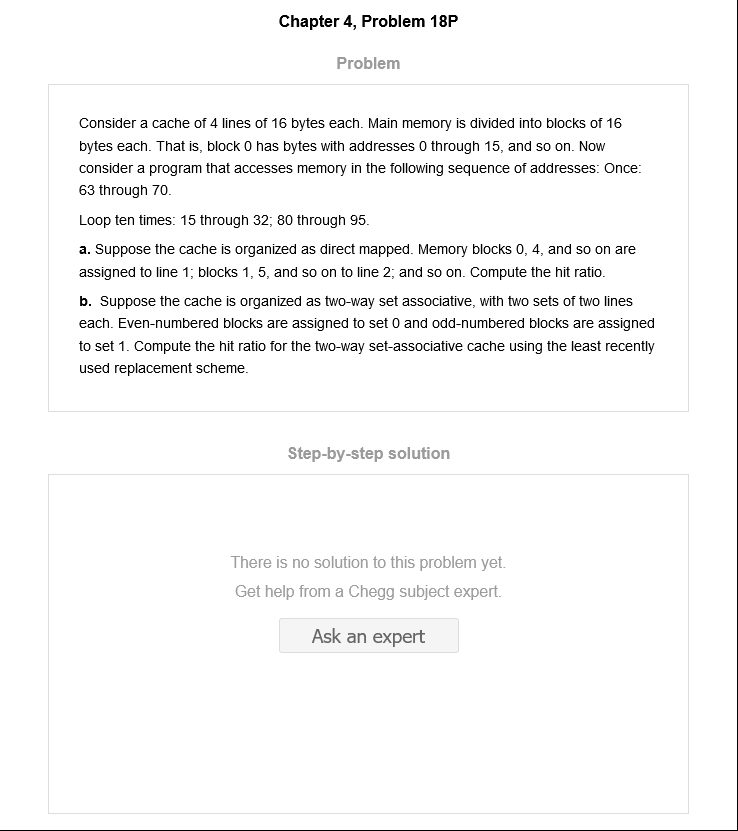 Chapter 4, Problem 18P
Problem
Consider a cache of 4 lines of 16 bytes each. Main memory is divided into blocks of 16
bytes each. That is, block 0 has bytes with addresses 0 through 15, and so on. Now
consider a program that accesses memory in the following sequence of addresses: Once:
63 through 70.
Loop ten times: 15 through 32; 80 through 95.
a. Suppose the cache is organized as direct mapped. Memory blocks 0, 4, and so on are
assigned to line 1; blocks 1, 5, and so on to line 2; and so on. Compute the hit ratio.
b. Suppose the cache is organized as two-way set associative, with two sets of two lines
each. Even-numbered blocks are assigned to set 0 and odd-numbered blocks are assigned
to set 1. Compute the hit ratio for the two-way set-associative cache using the least recently
used replacement scheme.
Step-by-step solution
There is no solution to this problem yet.
Get help from a Chegg subject expert.
Ask an expert